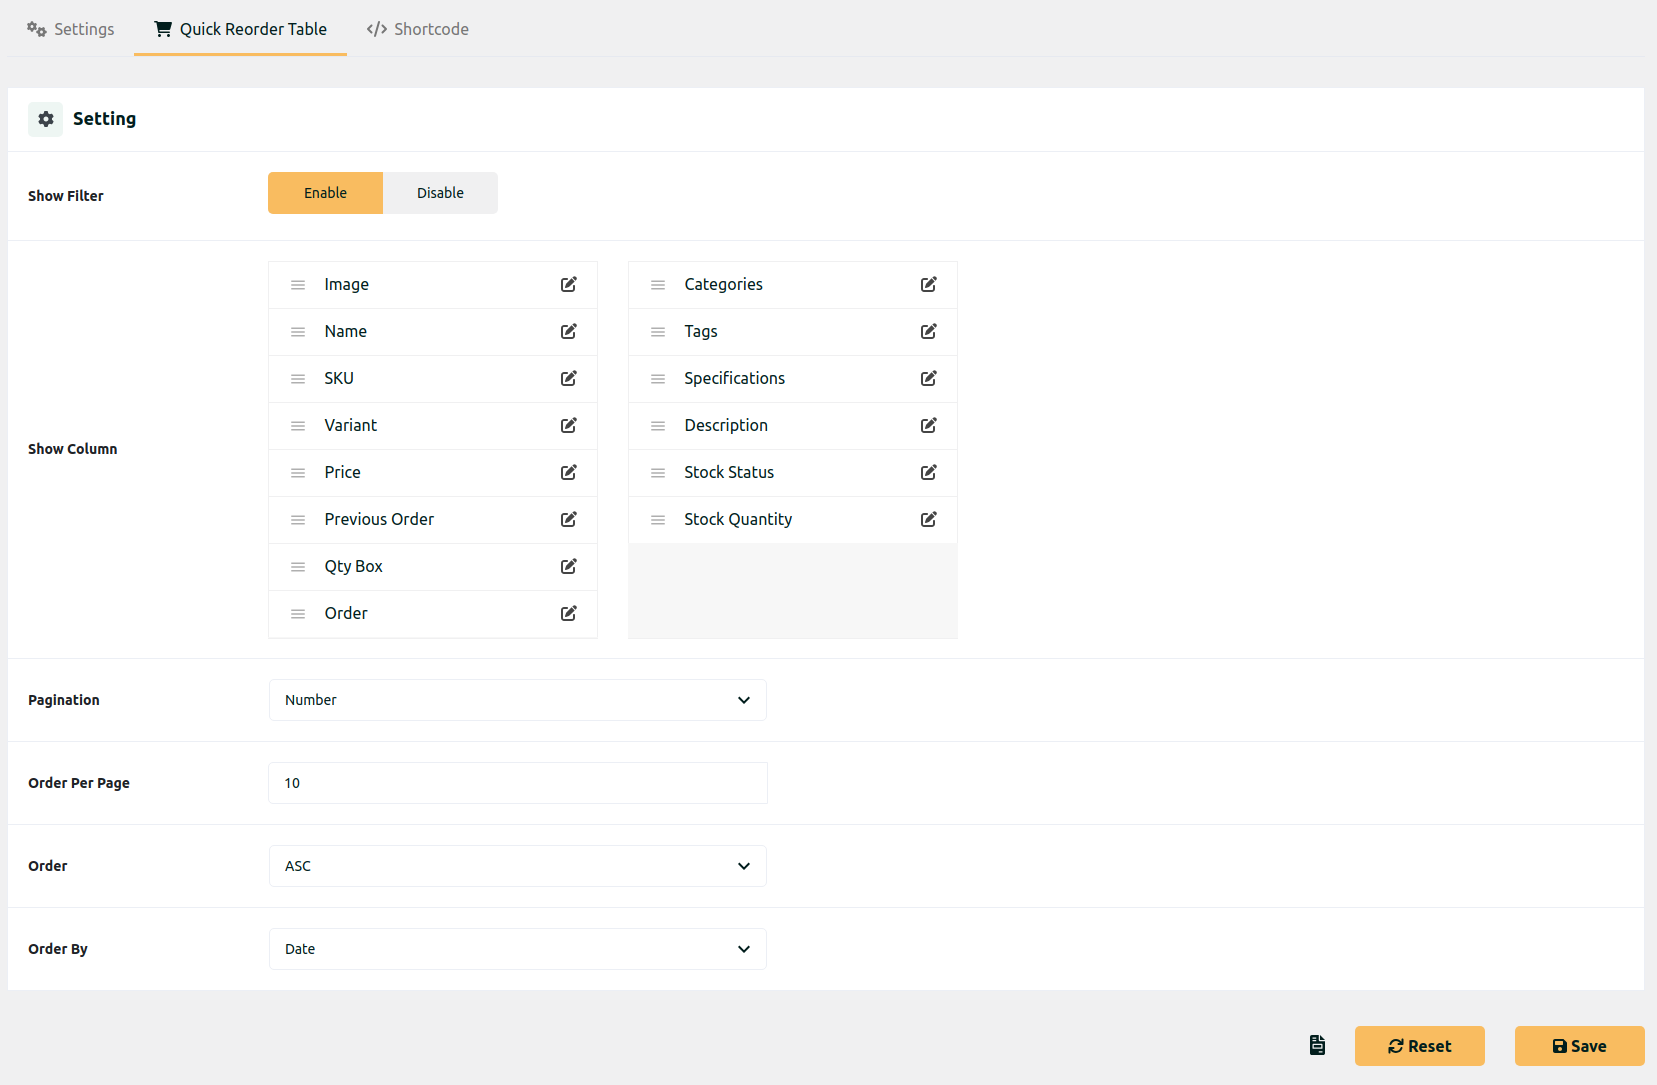 Settings
Quick Reorder Table
Shortcode
Setting
Show Filter
Enable
Disable
Show Column
Image
Name
SKU
Variant
Price
Previous Order
Qty Box
Order
Categories
Tags
Specifications
Description
Stock Status
Stock Quantity
Pagination
Number
Order Per Page
10
Order
ASC
Order By
Date
Reset
Save